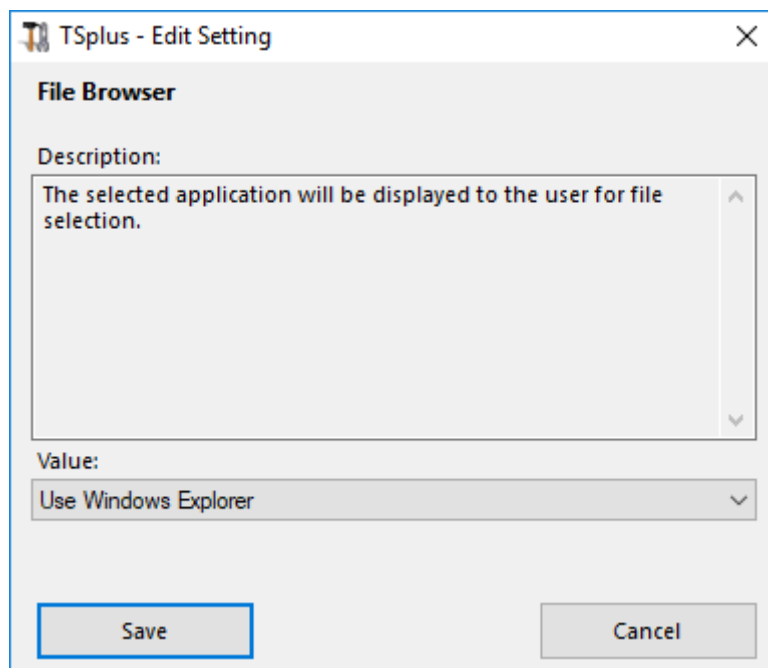 TSplus - Edit Setting
File Browser
Description:
The selected application will be displayed to the user for file
selection.
Value:
Use Windows Explorer
Save
Cancel